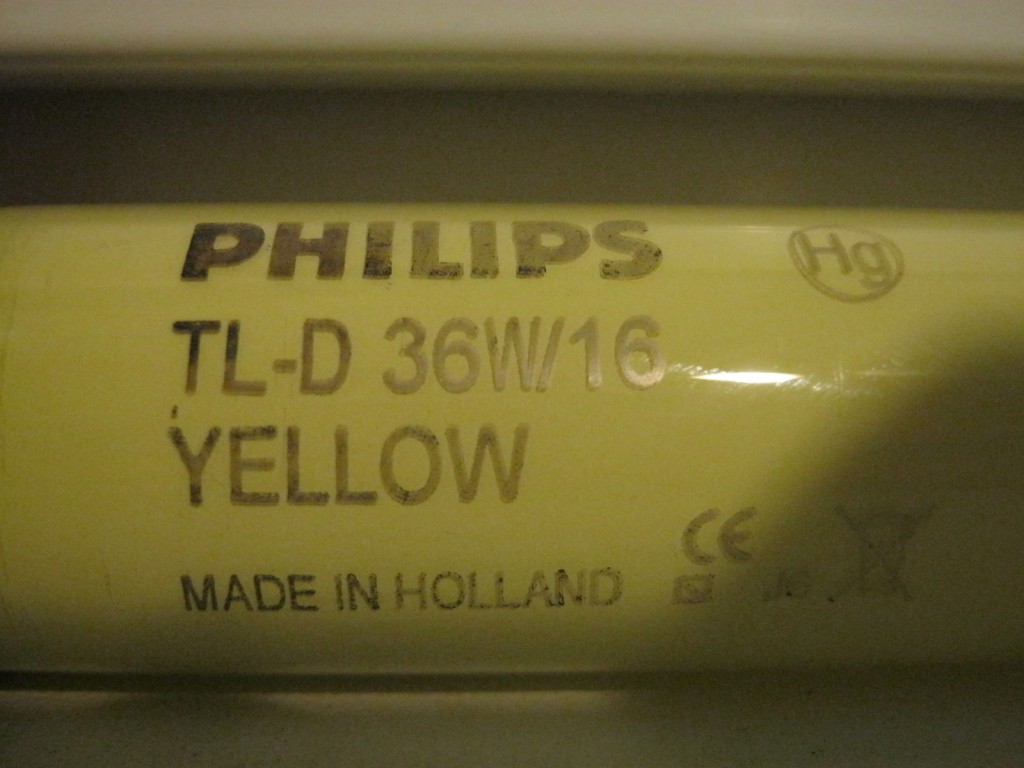 PHILIPS
Hg
TL-D 36W/16
YELLOW
CE
MADE IN HOLLAND